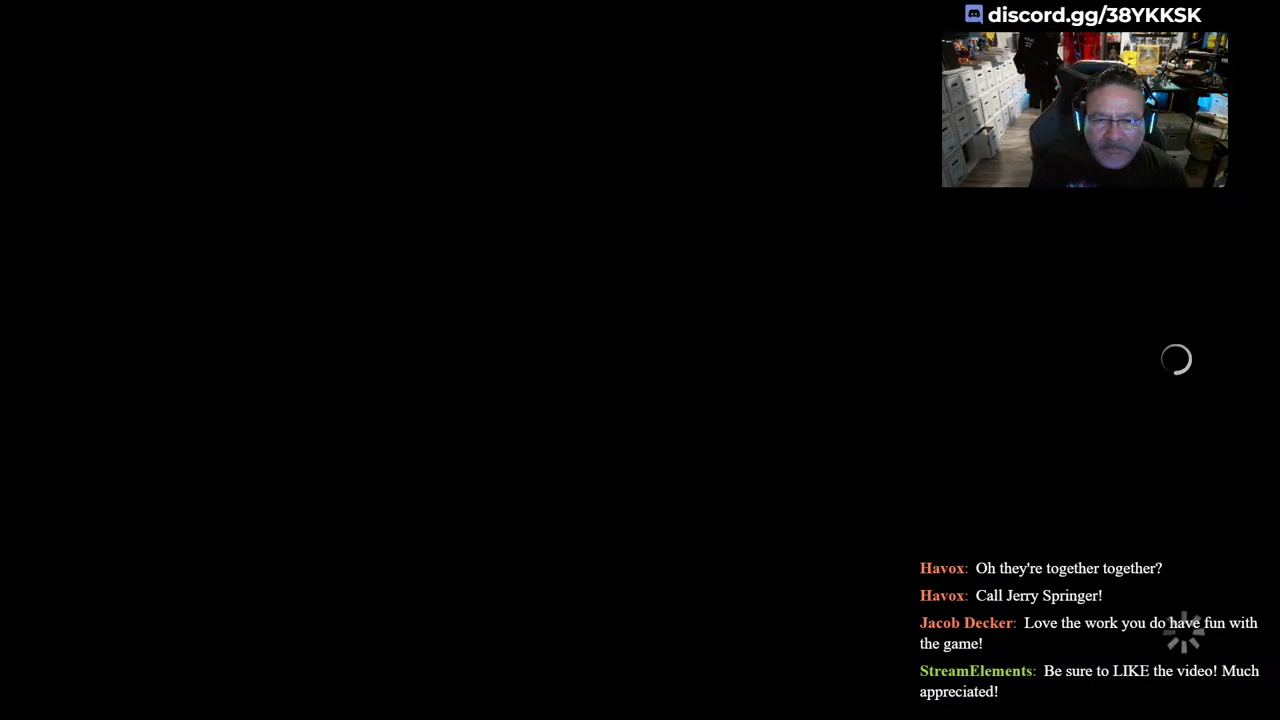 discord.gg/38YKKSK
Havox: Oh they're together together?
Havox: Call Jerry Springer!
Jacob Decker: Love the work you do have fun with
the game!
StreamElements: Be sure to LIKE the video! Much
appreciated!